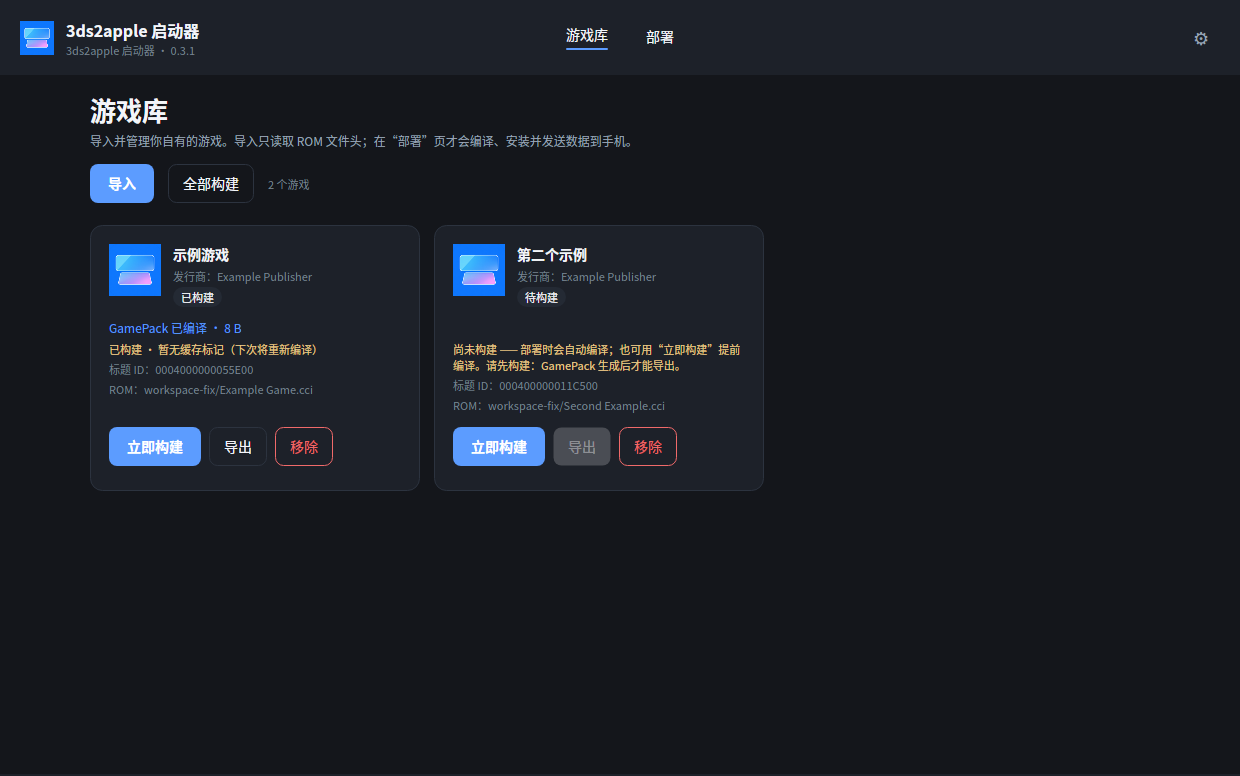 3ds2apple 启动器
3ds2apple 启动器 · 0.3.1
游戏库
部署
游戏库
导入并管理你自有的游戏。导入只读取 ROM 文件头；在“部署”页才会编译、安装并发送数据到手机。
导入
全部构建
2 个游戏
示例游戏
发行商：Example Publisher
已构建
GamePack 已编译 · 8 B
已构建 · 暂无缓存标记（下次将重新编译）
标题 ID：0004000000055E00
ROM：workspace-fix/Example Game.cci
立即构建
导出
移除
第二个示例
发行商：Example Publisher
待构建
尚未构建 —— 部署时会自动编译；也可用“立即构建”提前
编译。请先构建：GamePack 生成后才能导出。
标题 ID：000400000011C500
ROM：workspace-fix/Second Example.cci
立即构建
导出
移除